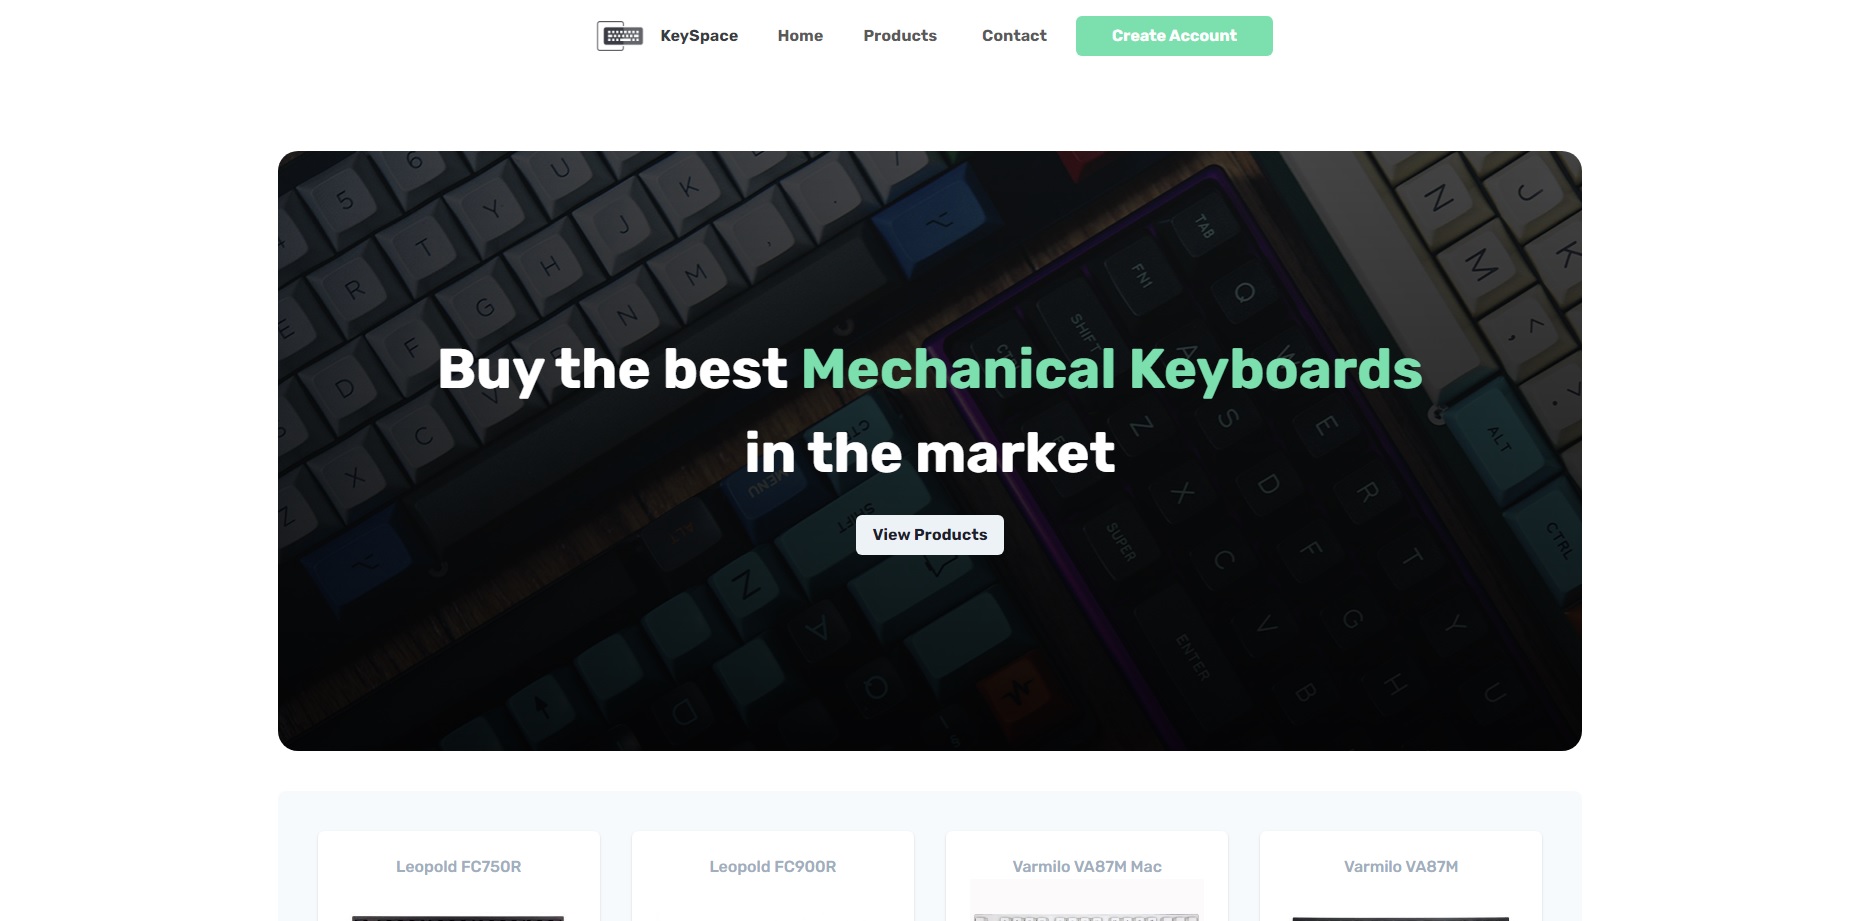 KeySpace Home Products Contact Create Account
Buy the best Mechanical Keyboards
in the market
View Products
Leopold FC750R Leopold FC900R Varmilo VA87M Mac Varmilo VA87M